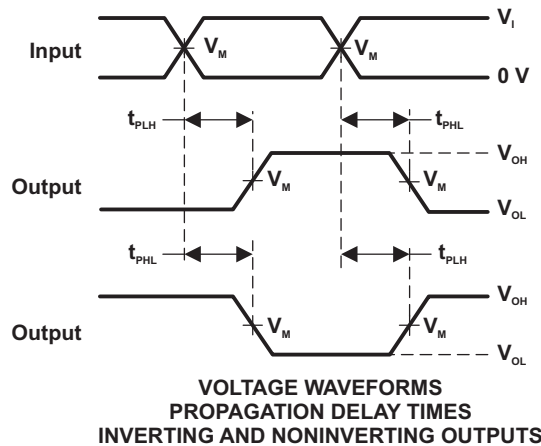 V_I
Input
V_M
V_M
0 V
t_PLH
t_PHL
V_OH
Output
V_M
V_M
V_OL
t_PHL
t_PLH
V_OH
Output
V_M
V_M
V_OL
VOLTAGE WAVEFORMS
PROPAGATION DELAY TIMES
INVERTING AND NONINVERTING OUTPUTS